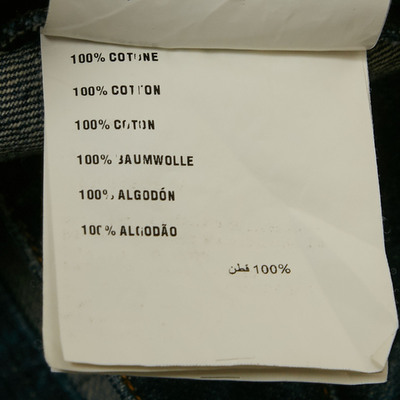 100% COTONE
100% COTTON
100% COTON
100% BAUMWOLLE
100% ALGODÓN
100% ALGODÃO
100% قطن